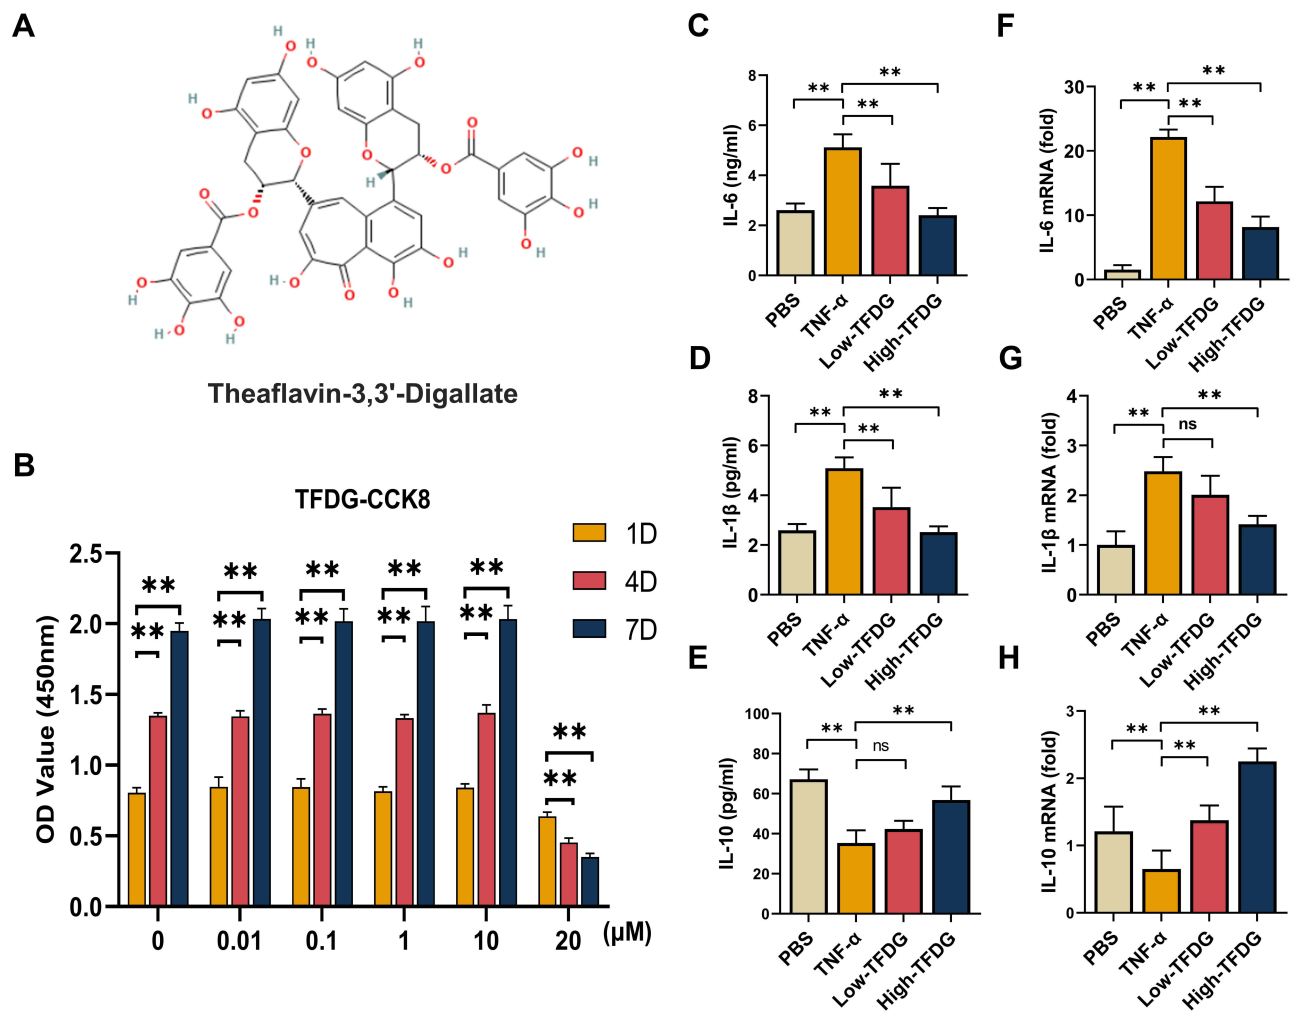 A
H
O
H
O
H
O
H
O
O
O
O
O
H
O
O
O
H
O
H
O
H
O
H
O
H
O
H
O
O
H
O
H
O
H
O
H
Theaflavin-3,3'-Digallate
B
TFDG-CCK8
1D
4D
7D
OD Value (450nm)
2.5
2.0
1.5
1.0
0.5
0.0
** ** ** ** ** **
** ** ** ** ** **
0 0.01 0.1 1 10 20 (μM)
C
IL-6 (ng/ml)
8
6
4
2
0
** ** **
PBS TNF-α Low-TFDG High-TFDG
D
IL-1β (pg/ml)
8
6
4
2
0
** ** **
PBS TNF-α Low-TFDG High-TFDG
E
IL-10 (pg/ml)
100
80
60
40
20
0
** ns **
PBS TNF-α Low-TFDG High-TFDG
F
IL-6 mRNA (fold)
30
20
10
0
** ** **
PBS TNF-α Low-TFDG High-TFDG
G
IL-1β mRNA (fold)
4
3
2
1
0
** ns **
PBS TNF-α Low-TFDG High-TFDG
H
IL-10 mRNA (fold)
3
2
1
0
** ** **
PBS TNF-α Low-TFDG High-TFDG